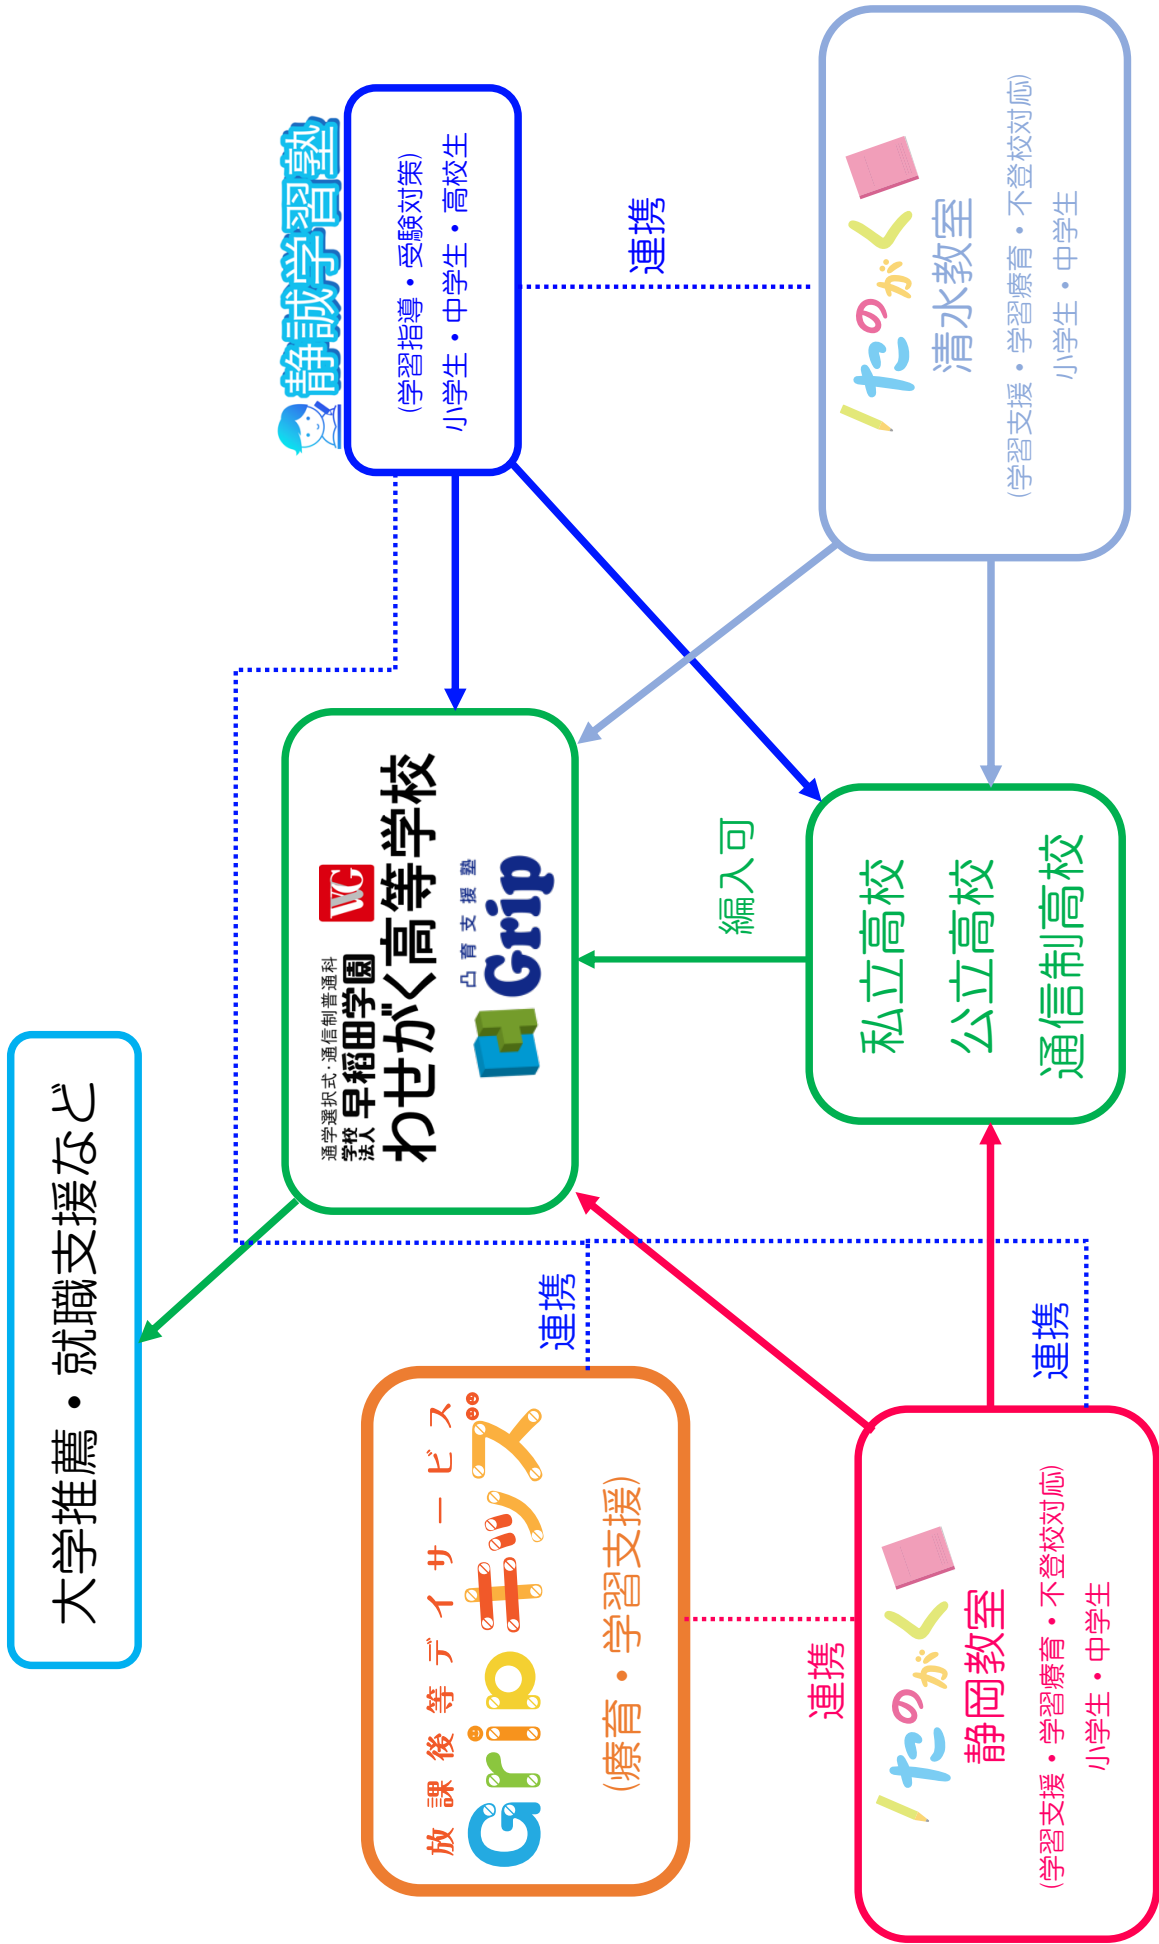 大学推薦・就職支援など
放課後等デイサービス
Gripキッズ
(療育・学習支援)
連携
通学選択式・通信制普通科
学校法人 早稲田学園
WG
わせがく高等学校
凸育支援塾
Grip
静誠学習塾
(学習指導・受験対策)
小学生・中学生・高校生
連携
編入可
連携
たのがく
静岡教室
(学習支援・学習療育・不登校対応)
小学生・中学生
連携
私立高校
公立高校
通信制高校
たのがく
清水教室
(学習支援・学習療育・不登校対応)
小学生・中学生